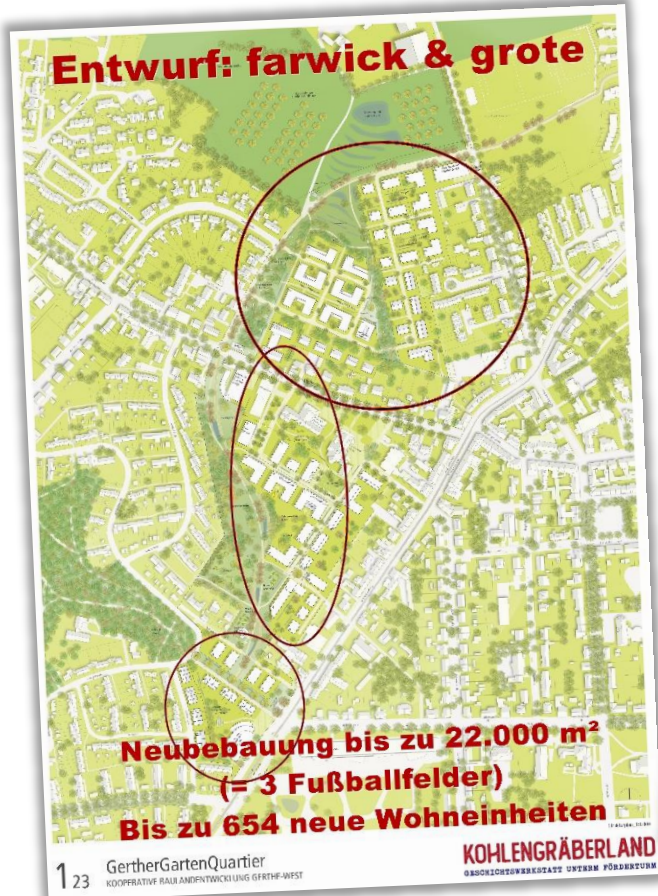 Entwurf: farwick & grote
Neubebauung bis zu 22.000 m²
(= 3 Fußballfelder)
Bis zu 654 neue Wohneinheiten
1 23
GertherGartenQuartier
KOOPERATIVE BAULANDENTWICKLUNG GERTHE-WEST
KOHLENGRÄBERLAND
GESCHICHTSWERKSTATT UNTERM FÖRDERTURM